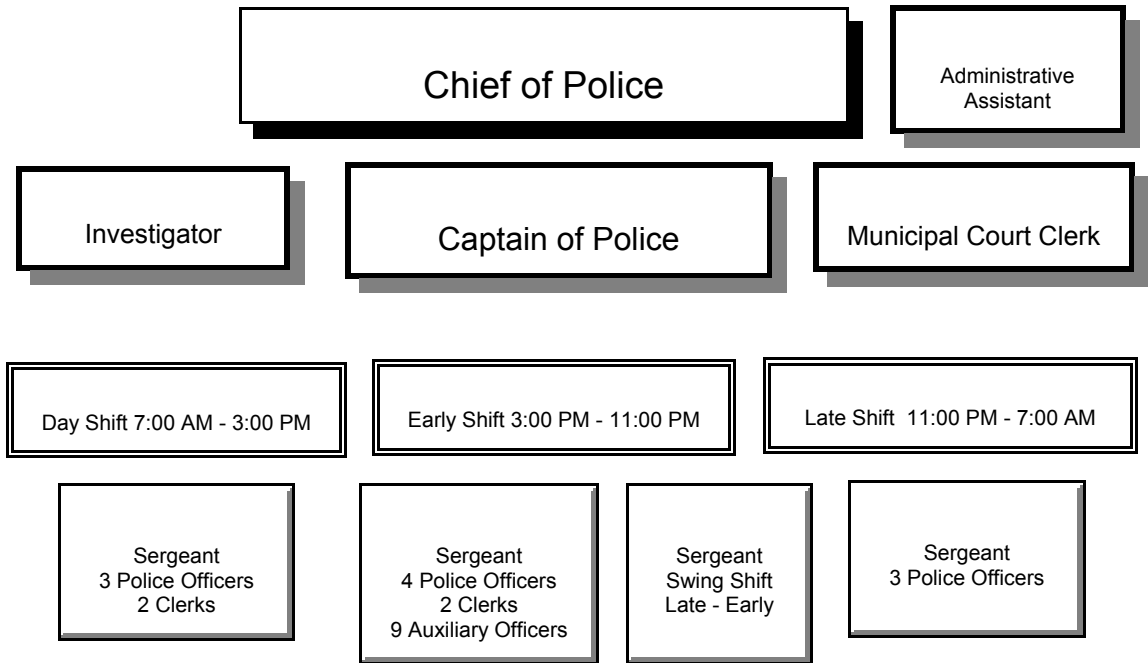 Chief of Police
Administrative
Assistant
Investigator
Captain of Police
Municipal Court Clerk
Day Shift 7:00 AM - 3:00 PM
Early Shift 3:00 PM - 11:00 PM
Late Shift  11:00 PM - 7:00 AM
Sergeant
3 Police Officers
2 Clerks
Sergeant
4 Police Officers
2 Clerks
9 Auxiliary Officers
Sergeant
Swing Shift
Late - Early
Sergeant
3 Police Officers